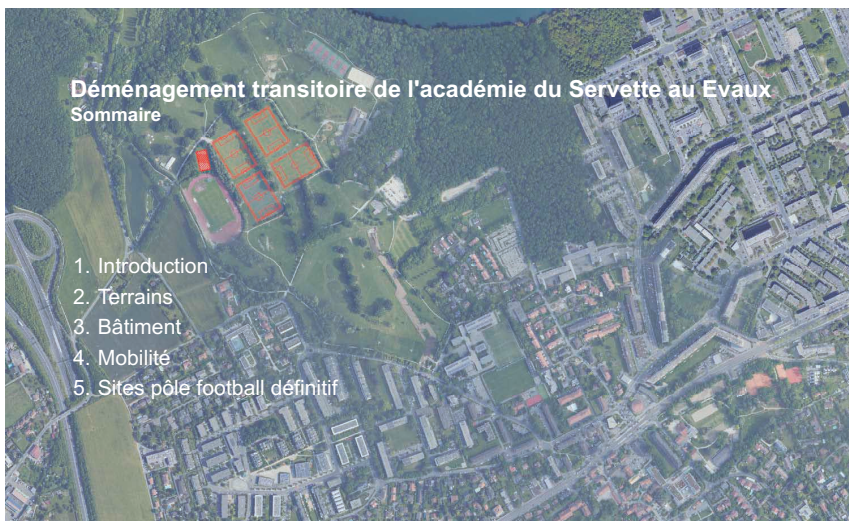 Déménagement transitoire de l'académie du Servette au Evaux
Sommaire
1. Introduction
2. Terrains
3. Bâtiment
4. Mobilité
5. Sites pôle football définitif